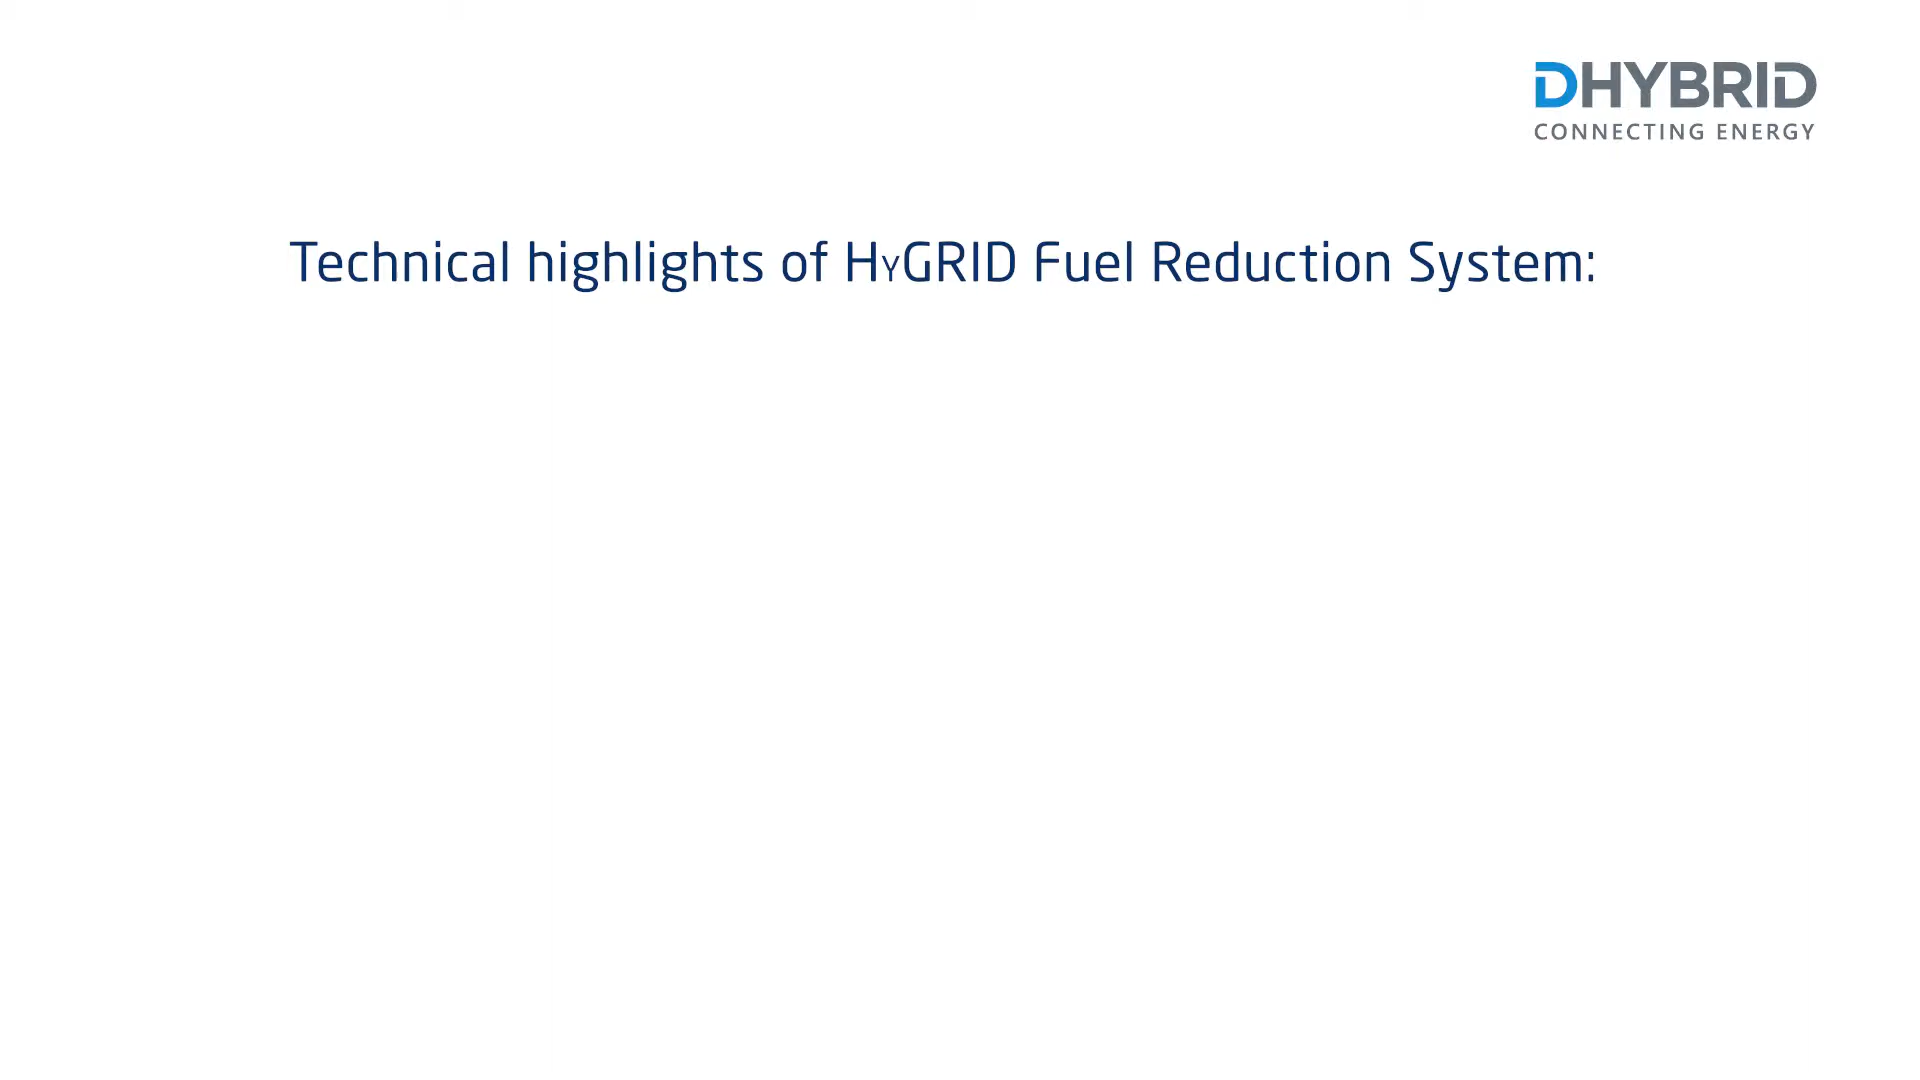 DHYBRID
CONNECTING ENERGY
Technical highlights of HYGRID Fuel Reduction System: